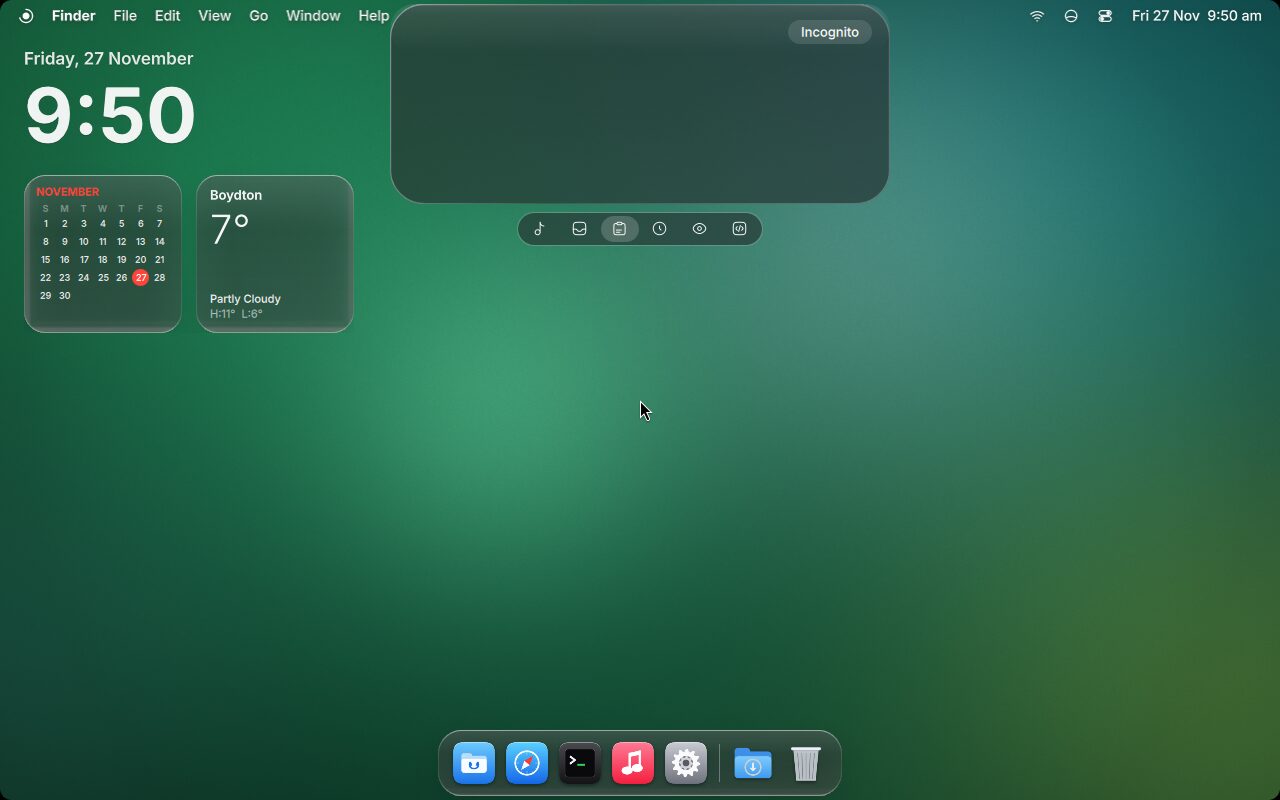 Finder File Edit View Go Window Help
Incognito
Fri 27 Nov 9:50 am
Friday, 27 November
9:50
NOVEMBER
S M T W T F S
1 2 3 4 5 6 7
8 9 10 11 12 13 14
15 16 17 18 19 20 21
22 23 24 25 26 27 28
29 30
Boydton
7°
Partly Cloudy
H:11° L:6°